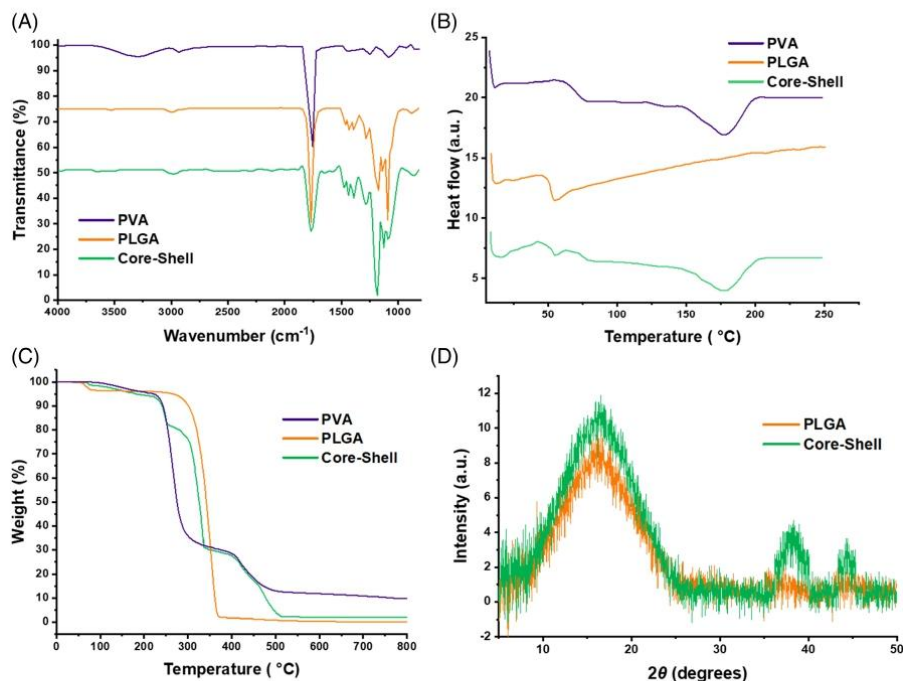 (A)
100
90
80
70
60
50
40
30
20
10
0
Transmittance (%)
PVA
PLGA
Core-Shell
4000 3000 2000 1000
Wavenumber (cm-1)
(B)
25
20
15
10
5
Heat flow (a.u.)
PVA
PLGA
Core-Shell
50 100 150 200 250
Temperature ( °C)
(C)
100
90
80
70
60
50
40
30
20
10
0
Weight (%)
PVA
PLGA
Core-Shell
0 100 200 300 400 500 600 700 800
Temperature ( °C)
(D)
12
10
8
6
4
2
0
-2
Intensity (a.u.)
PLGA
Core-Shell
10 20 30 40 50
2θ (degrees)